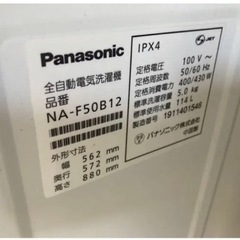 Panasonic
全自動電気洗濯機
品番
NA-F50B12
外形寸法 562 mm
幅 572 mm
奥行 880 mm
高さ
IPX4
定格電圧 100 V~
定格周波数 50/60 Hz
定格消費電力 400/430 W
標準洗濯容量 5.0 kg
標準使用水量 114 L
製造番号 1911401546
パナソニック株式会社
中国製